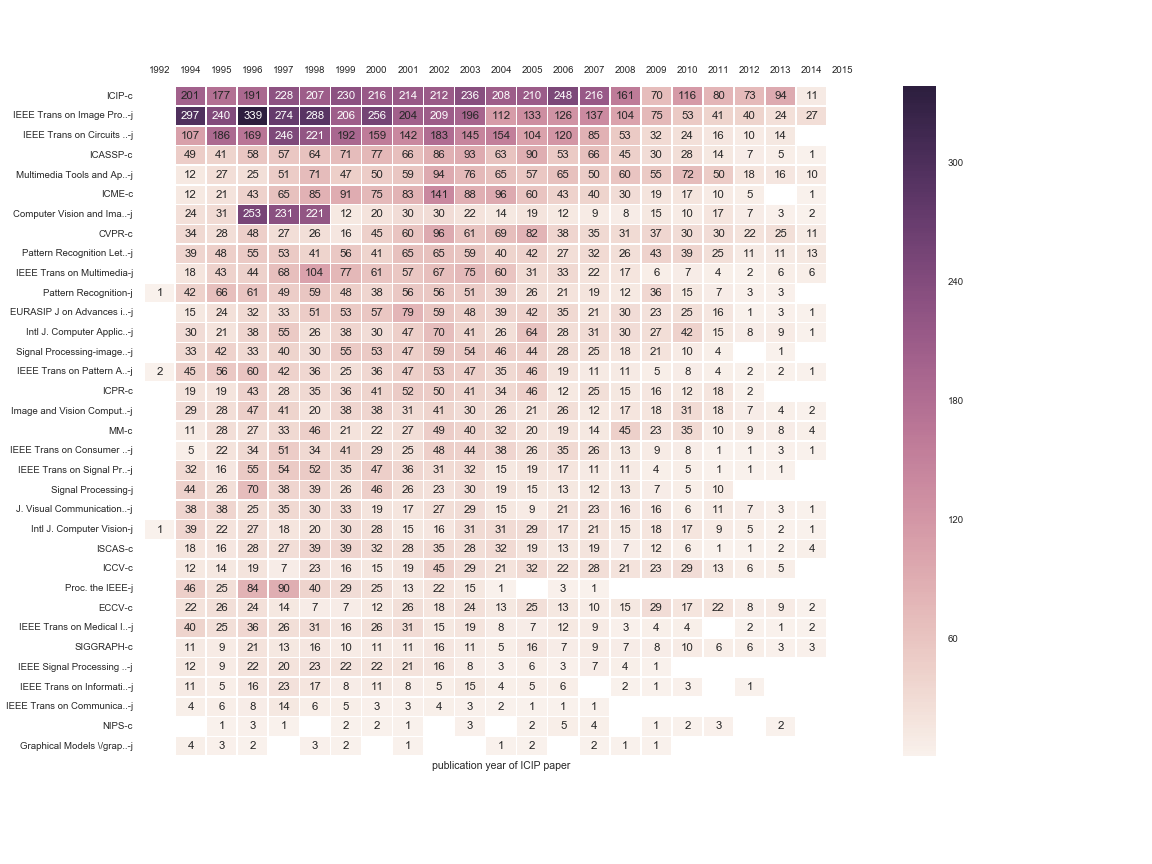 1992 1994 1995 1996 1997 1998 1999 2000 2001 2002 2003 2004 2005 2006 2007 2008 2009 2010 2011 2012 2013 2014 2015
ICIP-c 201 177 191 228 207 230 216 214 212 236 208 210 248 216 161 70 116 80 73 94 11
IEEE Trans on Image Pro..-j 297 240 339 274 288 206 256 204 209 196 112 133 126 137 104 75 53 41 40 24 27
IEEE Trans on Circuits ..-j 107 186 169 246 221 192 159 142 183 145 154 104 120 85 53 32 24 16 10 14
300
ICASSP-c 49 41 58 57 64 71 77 66 86 93 63 90 53 66 45 30 28 14 7 5 1
Multimedia Tools and Ap..-j 12 27 25 51 71 47 50 59 94 76 65 57 65 50 60 55 72 50 18 16 10
ICME-c 12 21 43 65 85 91 75 83 141 88 96 60 43 40 30 19 17 10 5 1
Computer Vision and Ima..-j 24 31 253 231 221 12 20 30 30 22 14 19 12 9 8 15 10 17 7 3 2
CVPR-c 34 28 48 27 26 16 45 60 96 61 69 82 38 35 31 37 30 30 22 25 11
Pattern Recognition Let..-j 39 48 55 53 41 56 41 65 65 59 40 42 27 32 26 43 39 25 11 11 13
IEEE Trans on Multimedia-j 18 43 44 68 104 77 61 57 67 75 60 31 33 22 17 6 7 4 2 6 6
240
Pattern Recognition-j 1 42 66 61 49 59 48 38 56 56 51 39 26 21 19 12 36 15 7 3 3
EURASIP J on Advances i..-j 15 24 32 33 51 53 57 79 59 48 39 42 35 21 30 23 25 16 1 3 1
Intl J. Computer Applic..-j 30 21 38 55 26 38 30 47 70 41 26 64 28 31 30 27 42 15 8 9 1
Signal Processing-image..-j 33 42 33 40 30 55 53 47 59 54 46 44 28 25 18 21 10 4 1
IEEE Trans on Pattern A..-j 2 45 56 60 42 36 25 36 47 53 47 35 46 19 11 11 5 8 4 2 2 1
ICPR-c 19 19 43 28 35 36 41 52 50 41 34 46 12 25 15 16 12 18 2
180
Image and Vision Comput..-j 29 28 47 41 20 38 38 31 41 30 26 21 26 12 17 18 31 18 7 4 2
MM-c 11 28 27 33 46 21 22 27 49 40 32 20 19 14 45 23 35 10 9 8 4
IEEE Trans on Consumer ..-j 5 22 34 51 34 41 29 25 48 44 38 26 35 26 13 9 8 1 1 3 1
IEEE Trans on Signal Pr..-j 32 16 55 54 52 35 47 36 31 32 15 19 17 11 11 4 5 1 1 1
Signal Processing-j 44 26 70 38 39 26 46 26 23 30 19 15 13 12 13 7 5 10
J. Visual Communication..-j 38 38 25 35 30 33 19 17 27 29 15 9 21 23 16 16 6 11 7 3 1
120
Intl J. Computer Vision-j 1 39 22 27 18 20 30 28 15 16 31 31 29 17 21 15 18 17 9 5 2 1
ISCAS-c 18 16 28 27 39 39 32 28 35 28 32 19 13 19 7 12 6 1 1 2 4
ICCV-c 12 14 19 7 23 16 15 19 45 29 21 32 22 28 21 23 29 13 6 5
Proc. the IEEE-j 46 25 84 90 40 29 25 13 22 15 1 3 1
ECCV-c 22 26 24 14 7 7 12 26 18 24 13 25 13 10 15 29 17 22 8 9 2
IEEE Trans on Medical I..-j 40 25 36 26 31 16 26 31 15 19 8 7 12 9 3 4 4 2 1 2
60
SIGGRAPH-c 11 9 21 13 16 10 11 11 16 11 5 16 7 9 7 8 10 6 6 3 3
IEEE Signal Processing ..-j 12 9 22 20 23 22 22 21 16 8 3 6 3 7 4 1
IEEE Trans on Informati..-j 11 5 16 23 17 8 11 8 5 15 4 5 6 2 1 3 1
IEEE Trans on Communica..-j 4 6 8 14 6 5 3 3 4 3 2 1 1 1
NIPS-c 1 3 1 2 2 1 3 2 5 4 1 2 3 2
Graphical Models \/grap..-j 4 3 2 3 2 1 1 2 2 1 1
publication year of ICIP paper